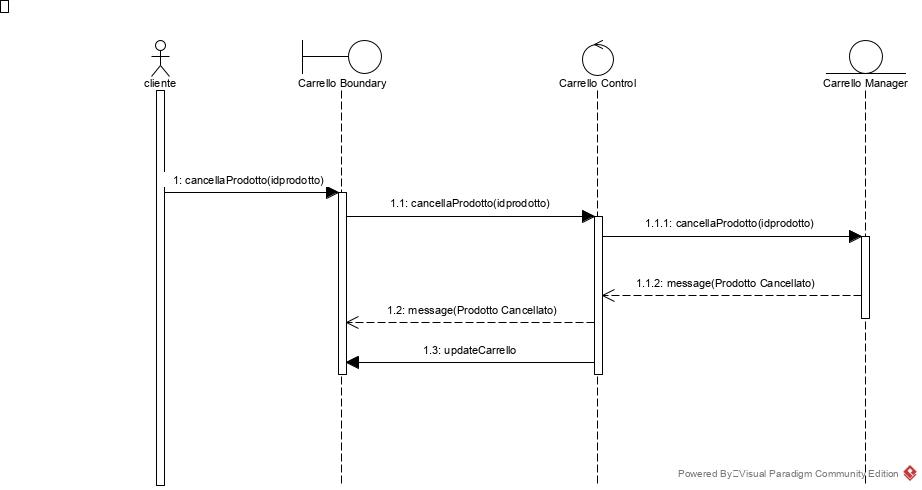 cliente
Carrello Boundary
Carrello Control
Carrello Manager
1: cancellaProdotto(idprodotto)
1.1: cancellaProdotto(idprodotto)
1.1.1: cancellaProdotto(idprodotto)
1.1.2: message(Prodotto Cancellato)
1.2: message(Prodotto Cancellato)
1.3: updateCarrello
Powered By Visual Paradigm Community Edition